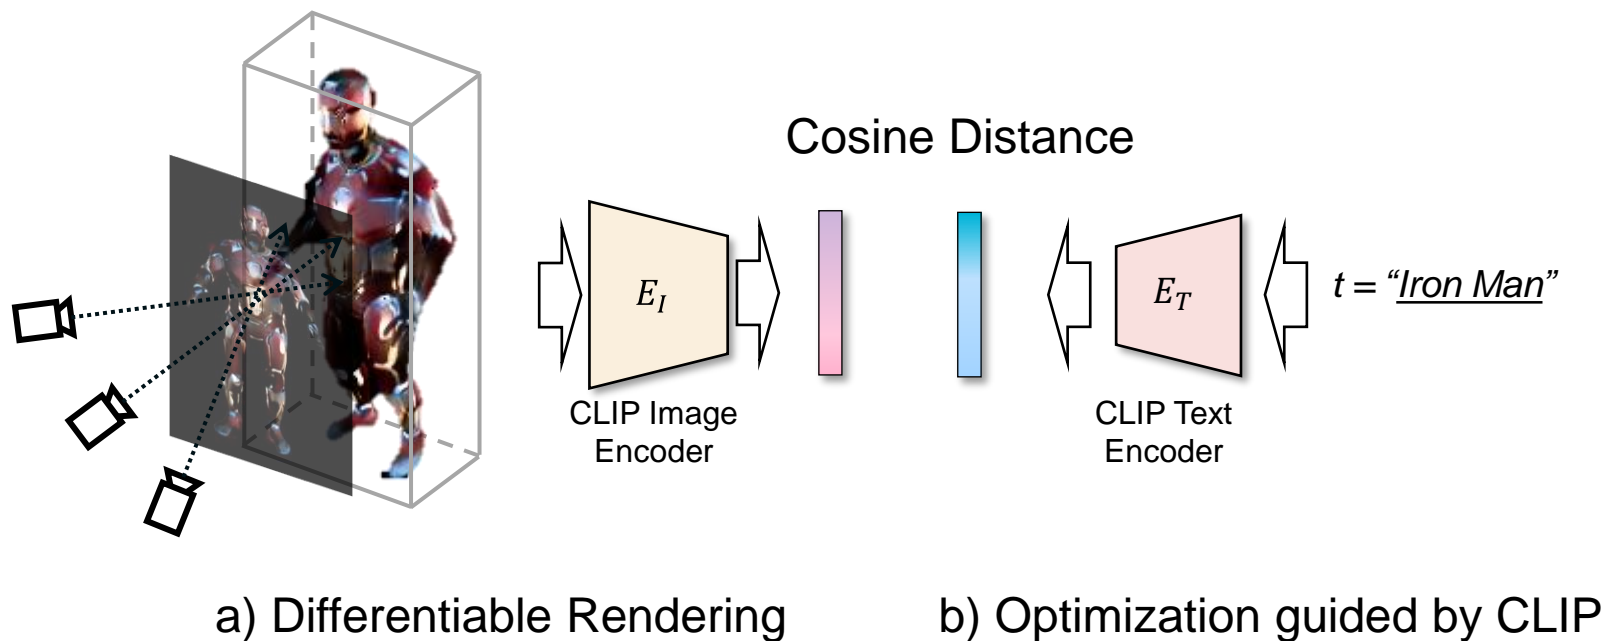 Cosine Distance
E_I
E_T
t = “Iron Man”
CLIP Image
Encoder
CLIP Text
Encoder
a) Differentiable Rendering
b) Optimization guided by CLIP